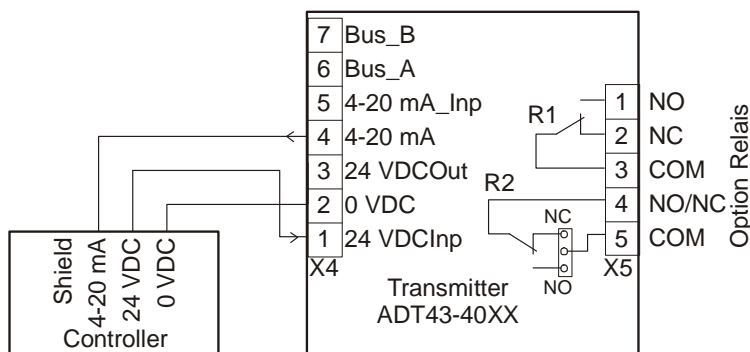 7 Bus_B
6 Bus_A
5 4-20 mA_Inp
4 4-20 mA
3 24 VDCOut
2 0 VDC
1 24 VDCInp
X4
R1
R2
NC
NO
1 NO
2 NC
3 COM
4 NO/NC
5 COM
X5
Option Relais
Transmitter
ADT43-40XX
Shield
4-20 mA
24 VDC
0 VDC
Controller